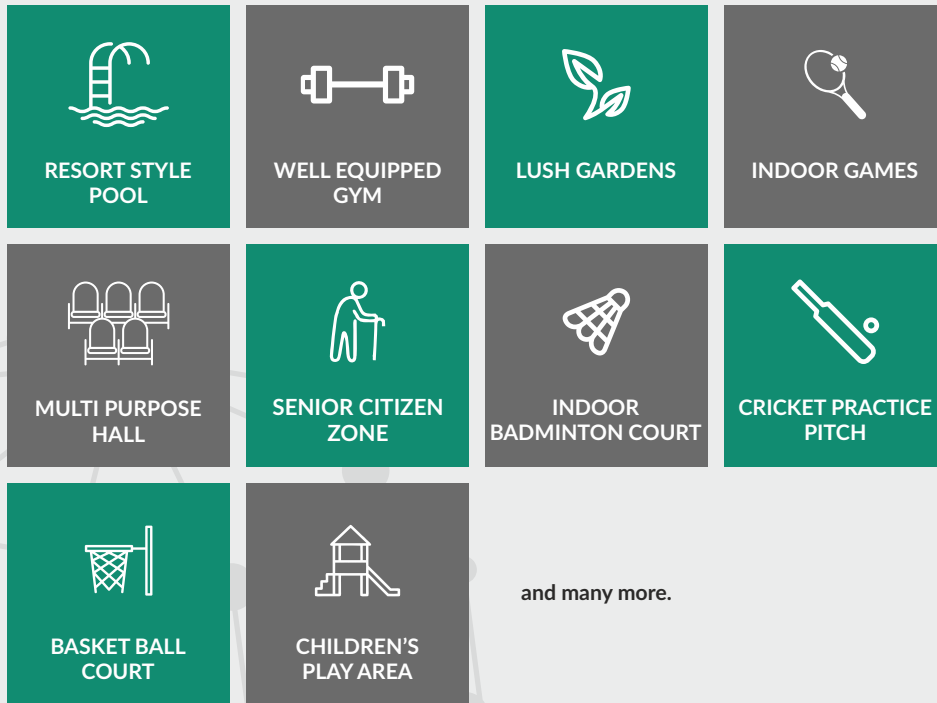 RESORT STYLE
POOL
WELL EQUIPPED
GYM
LUSH GARDENS
INDOOR GAMES
MULTI PURPOSE
HALL
SENIOR CITIZEN
ZONE
INDOOR
BADMINTON COURT
CRICKET PRACTICE
PITCH
BASKET BALL
COURT
CHILDREN'S
PLAY AREA
and many more.